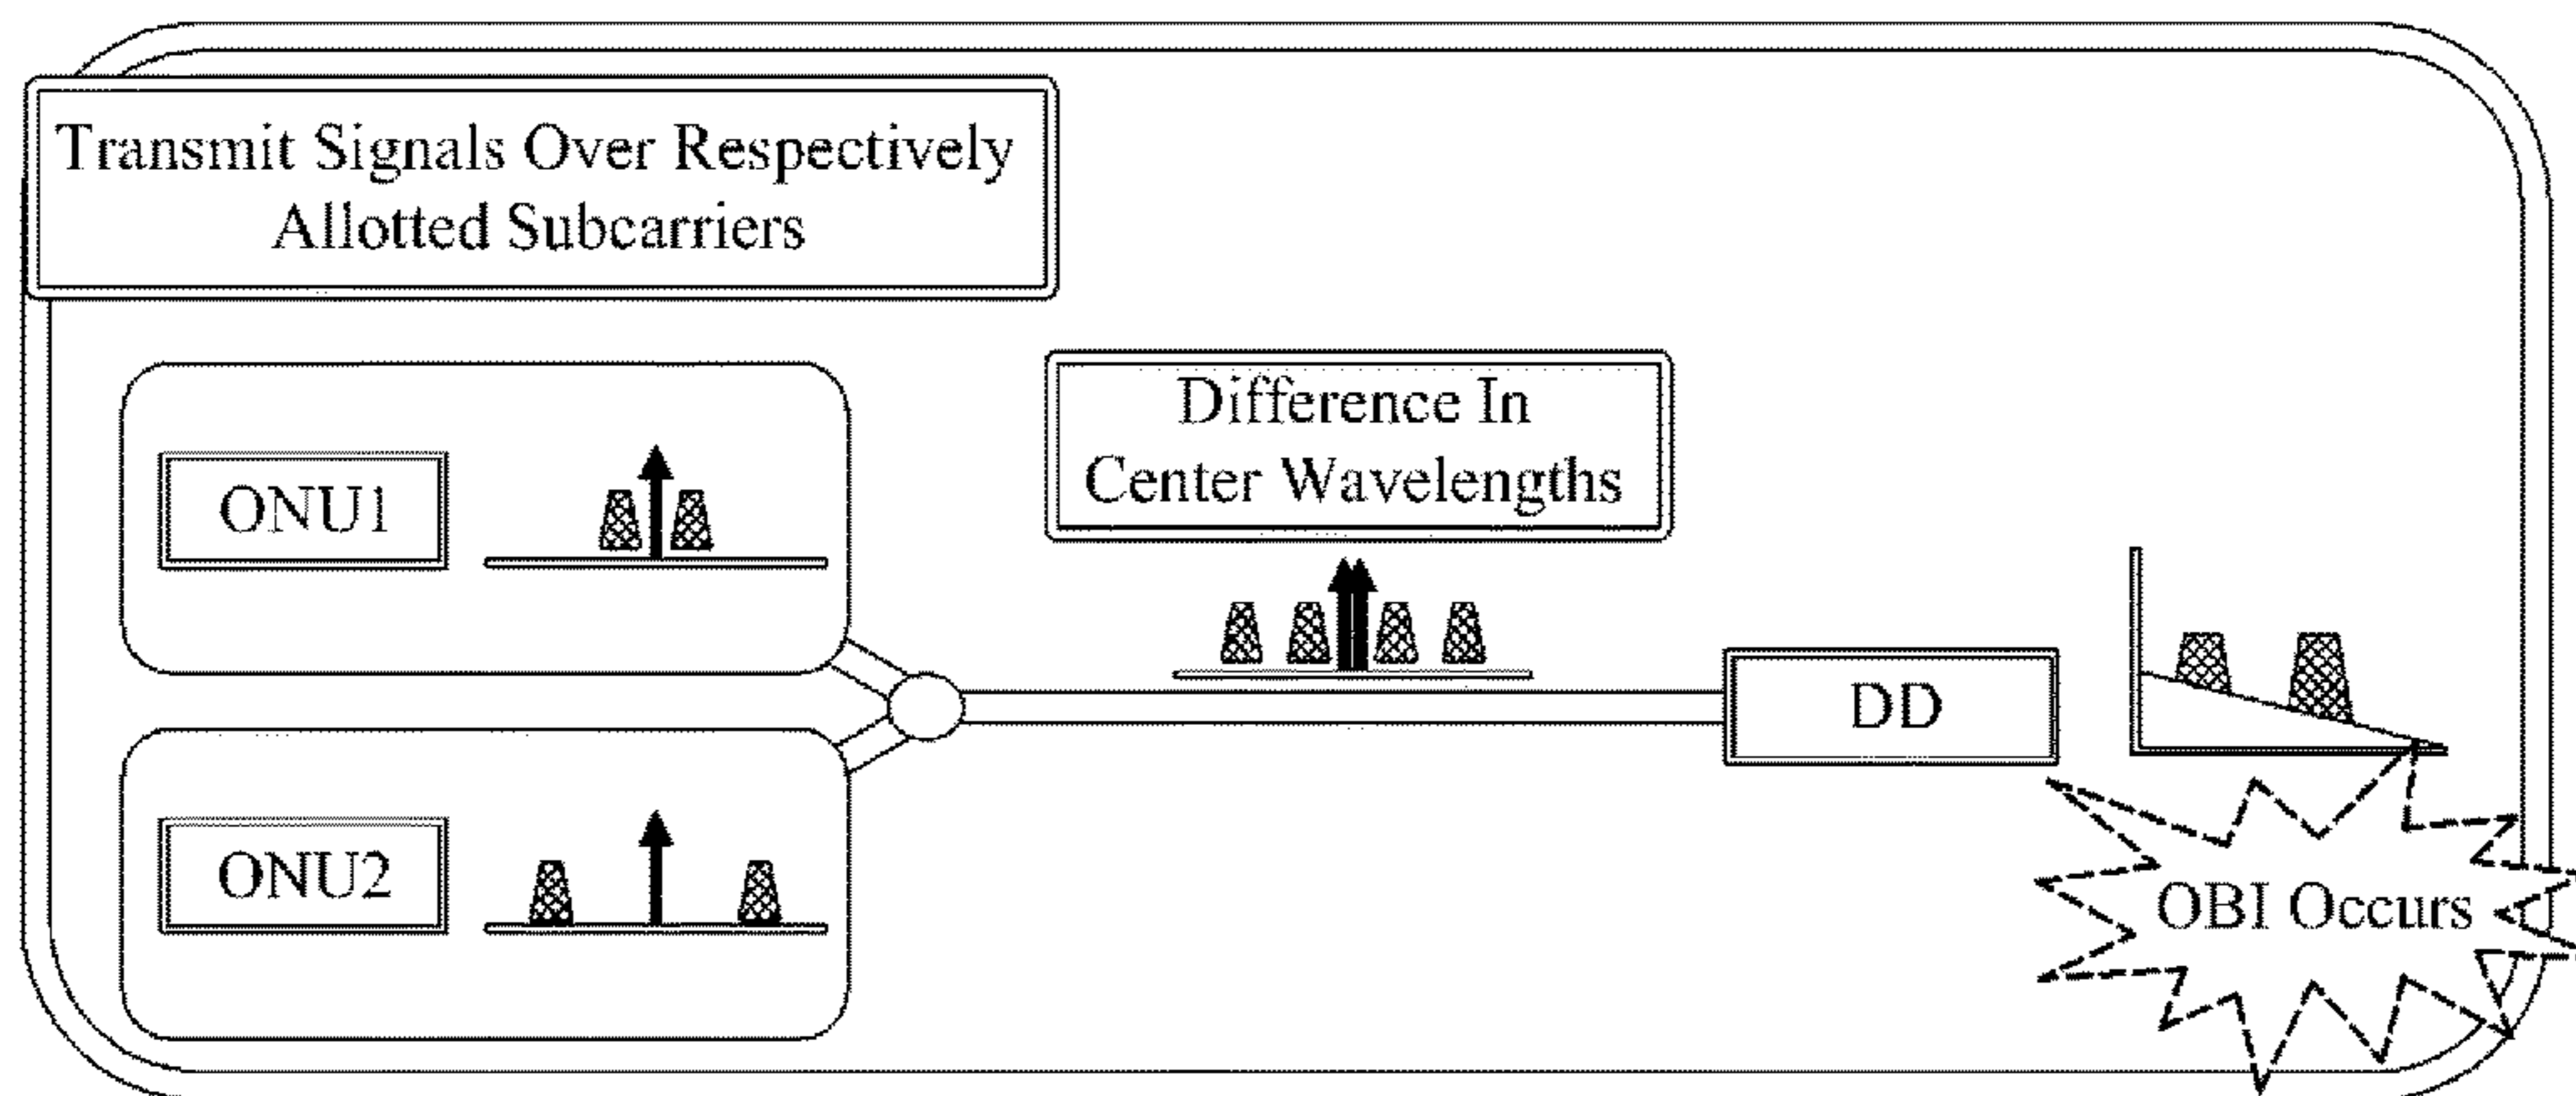 Transmit Signals Over Respectively
Allotted Subcarriers
Difference In
Center Wavelengths
ONU1
DD
ONU2
OBI Occurs